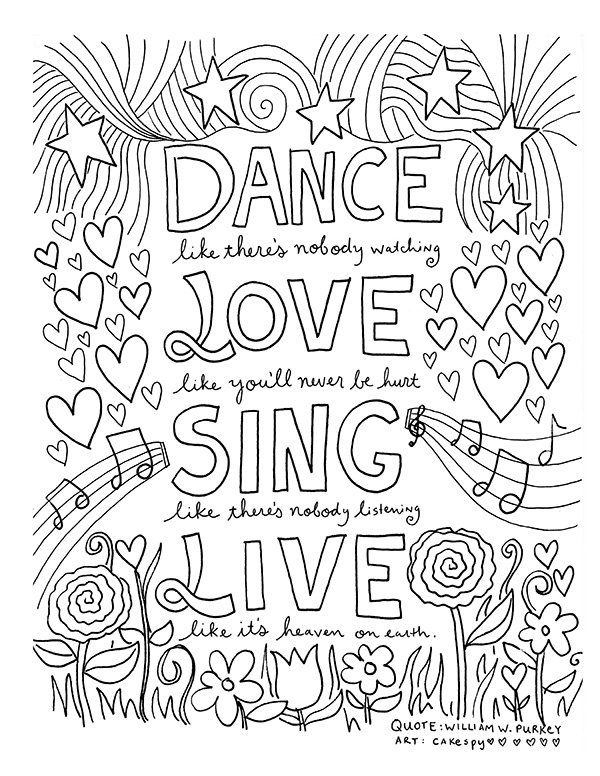 DANCE
like there's nobody watching
LOVE
like you'll never be hurt
SING
like there's nobody listening
LIVE
like it's heaven on earth.
QUOTE: WILLIAM W. PURKEY
ART: CAKESPY♡♡♡♡♡♡